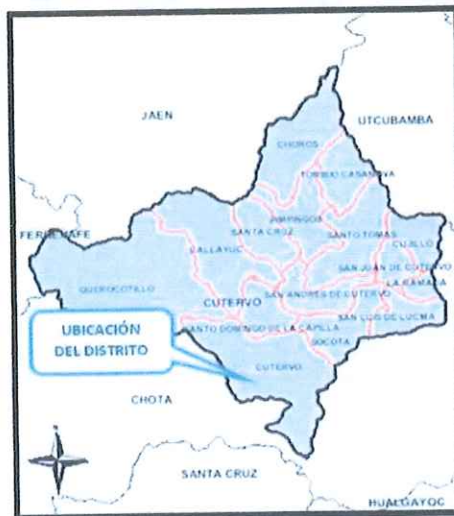 JAEN
UTCUBAMBA
CHOROS
TORIBIO CASANOVA
FERREÑAFE
PIMPINGOS
SANTA CRUZ
SANTO TOMAS
CALLAYUC
CUJILLO
SAN JUAN DE CUTERVO
LA RAMADA
QUEROCOTILLO
SAN ANDRES DE CUTERVO
CUTERVO
SAN LUIS DE LUCMA
UBICACIÓN
DEL DISTRITO
SANTO DOMINGO DE LA CAPILLA
SOCOTA
CUTERVO
CHOTA
SANTA CRUZ
HUALGAYOC